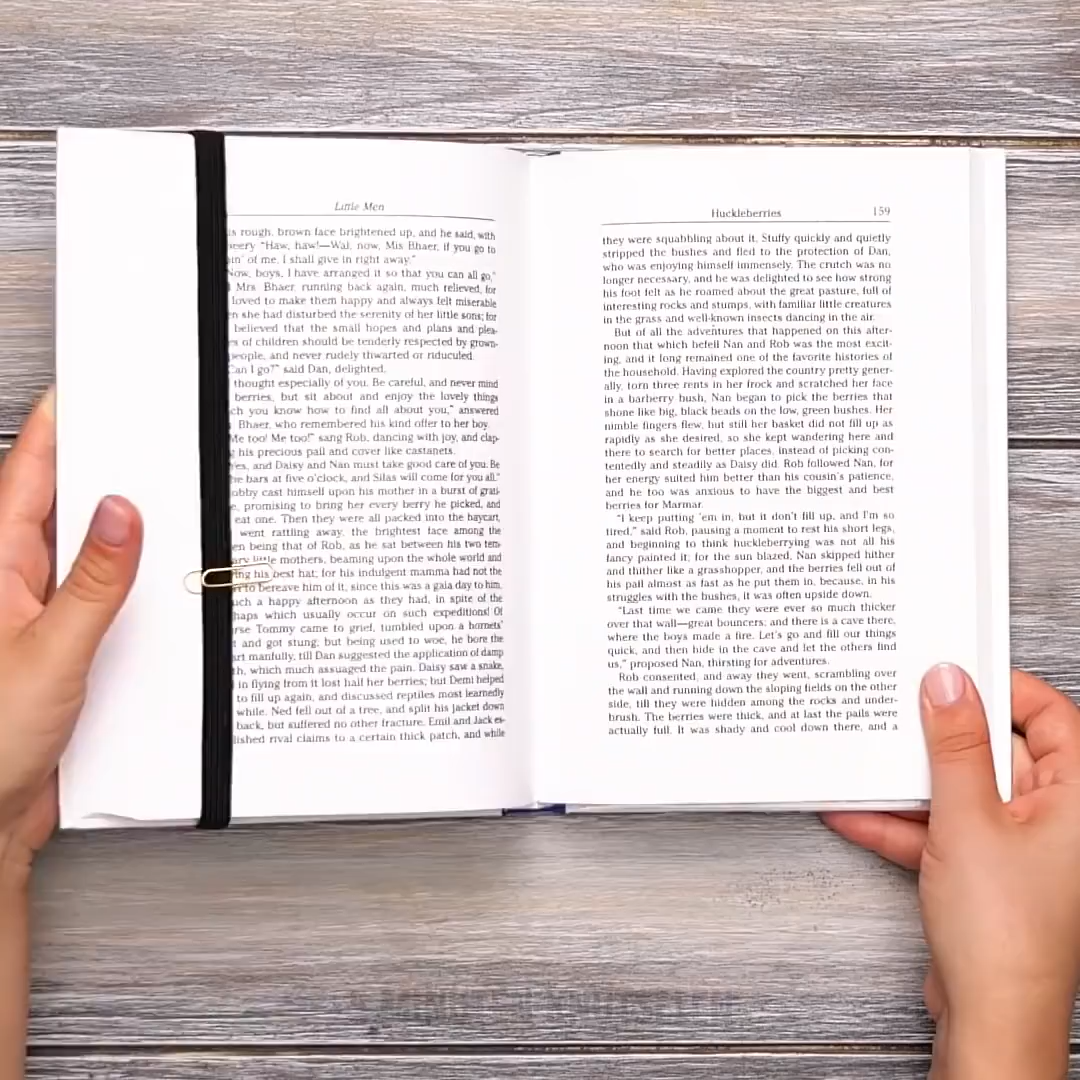 Little Men
is rough, brown face brightened up, and he said, with
eery "Haw, haw!—Wal, now, Mis Bhaer, if you go to
in' of me, I shall give in right away."
Now, boys, I have arranged it so that you can all go,"
Mrs Bhaer, running back again, much relieved, for
loved to make them happy and always felt miserable
n she had disturbed the serenity of her little sons; for
believed that the small hopes and plans and plea-
s of children should be tenderly respected by grown-
people, and never rudely thwarted or riduculed.
Can I go?" said Dan, delighted.
thought especially of you. Be careful, and never mind
berries, but sit about and enjoy the lovely things
ch you know how to find all about you," answered
Bhaer, who remembered his kind offer to her boy.
Me too! Me too!" sang Rob, dancing with joy, and clap-
his precious pail and cover like castanets.
es, and Daisy and Nan must take good care of you. Be
he bars at five o'clock, and Silas will come for you all."
obby cast himself upon his mother in a burst of grati-
e, promising to bring her every berry he picked, and
eat one. Then they were all packed into the haycart,
went rattling away, the brightest face among the
en being that of Rob, as he sat between his two tem-
ary little mothers, beaming upon the whole world and
ing his best hat; for his indulgent mamma had not the
to bereave him of it, since this was a gaia day to him.
uch a happy afternoon as they had, in spite of the
haps which usually occur on such expeditions! Of
rse Tommy came to grief, tumbled upon a hornets'
t and got stung; but being used to woe, he bore the
art manfully, till Dan suggested the application of damp
th, which much assuaged the pain. Daisy saw a snake,
in flying from it lost half her berries; but Demi helped
to fill up again, and discussed reptiles most learnedly
while. Ned fell out of a tree, and split his jacket down
back, but suffered no other fracture. Emil and Jack es-
lished rival claims to a certain thick patch, and while
Huckleberries 159
they were squabbling about it, Stuffy quickly and quietly
stripped the bushes and fled to the protection of Dan,
who was enjoying himself immensely. The crutch was no
longer necessary, and he was delighted to see how strong
his foot felt as he roamed about the great pasture, full of
interesting rocks and stumps, with familiar little creatures
in the grass and well-known insects dancing in the air.
But of all the adventures that happened on this after-
noon that which befell Nan and Rob was the most excit-
ing, and it long remained one of the favorite histories of
the household. Having explored the country pretty gener-
ally, torn three rents in her frock and scratched her face
in a barberry bush, Nan began to pick the berries that
shone like big, black beads on the low, green bushes. Her
nimble fingers flew, but still her basket did not fill up as
rapidly as she desired, so she kept wandering here and
there to search for better places, instead of picking con-
tentedly and steadily as Daisy did. Rob followed Nan, for
her energy suited him better than his cousin's patience,
and he too was anxious to have the biggest and best
berries for Marmar.
"I keep putting 'em in, but it don't fill up, and I'm so
tired," said Rob, pausing a moment to rest his short legs,
and beginning to think huckleberrying was not all his
fancy painted it; for the sun blazed, Nan skipped hither
and thither like a grasshopper, and the berries fell out of
his pail almost as fast as he put them in, because, in his
struggles with the bushes, it was often upside down.
"Last time we came they were ever so much thicker
over that wall—great bouncers; and there is a cave there,
where the boys made a fire. Let's go and fill our things
quick, and then hide in the cave and let the others find
us," proposed Nan, thirsting for adventures.
Rob consented, and away they went, scrambling over
the wall and running down the sloping fields on the other
side, till they were hidden among the rocks and under-
brush. The berries were thick, and at last the pails were
actually full. It was shady and cool down there, and a